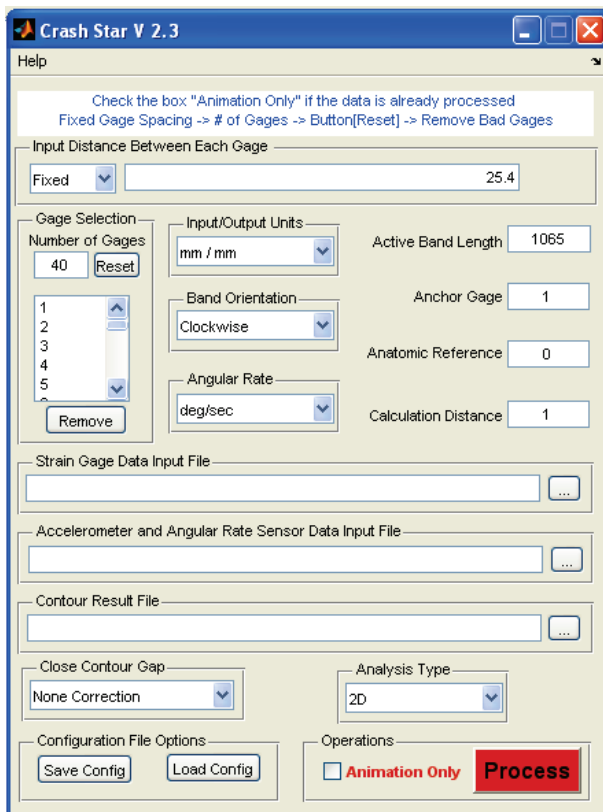 Crash Star V 2.3
Help
Check the box "Animation Only" if the data is already processed
Fixed Gage Spacing -> # of Gages -> Button[Reset] -> Remove Bad Gages
Input Distance Between Each Gage
Fixed 25.4
Gage Selection
Number of Gages
40 Reset
1
2
3
4
5
Remove
Input/Output Units
mm / mm
Band Orientation
Clockwise
Angular Rate
deg/sec
Active Band Length 1065
Anchor Gage 1
Anatomic Reference 0
Calculation Distance 1
Strain Gage Data Input File
...
Accelerometer and Angular Rate Sensor Data Input File
...
Contour Result File
...
Close Contour Gap
None Correction
Analysis Type
2D
Configuration File Options
Save Config Load Config
Operations
Animation Only Process